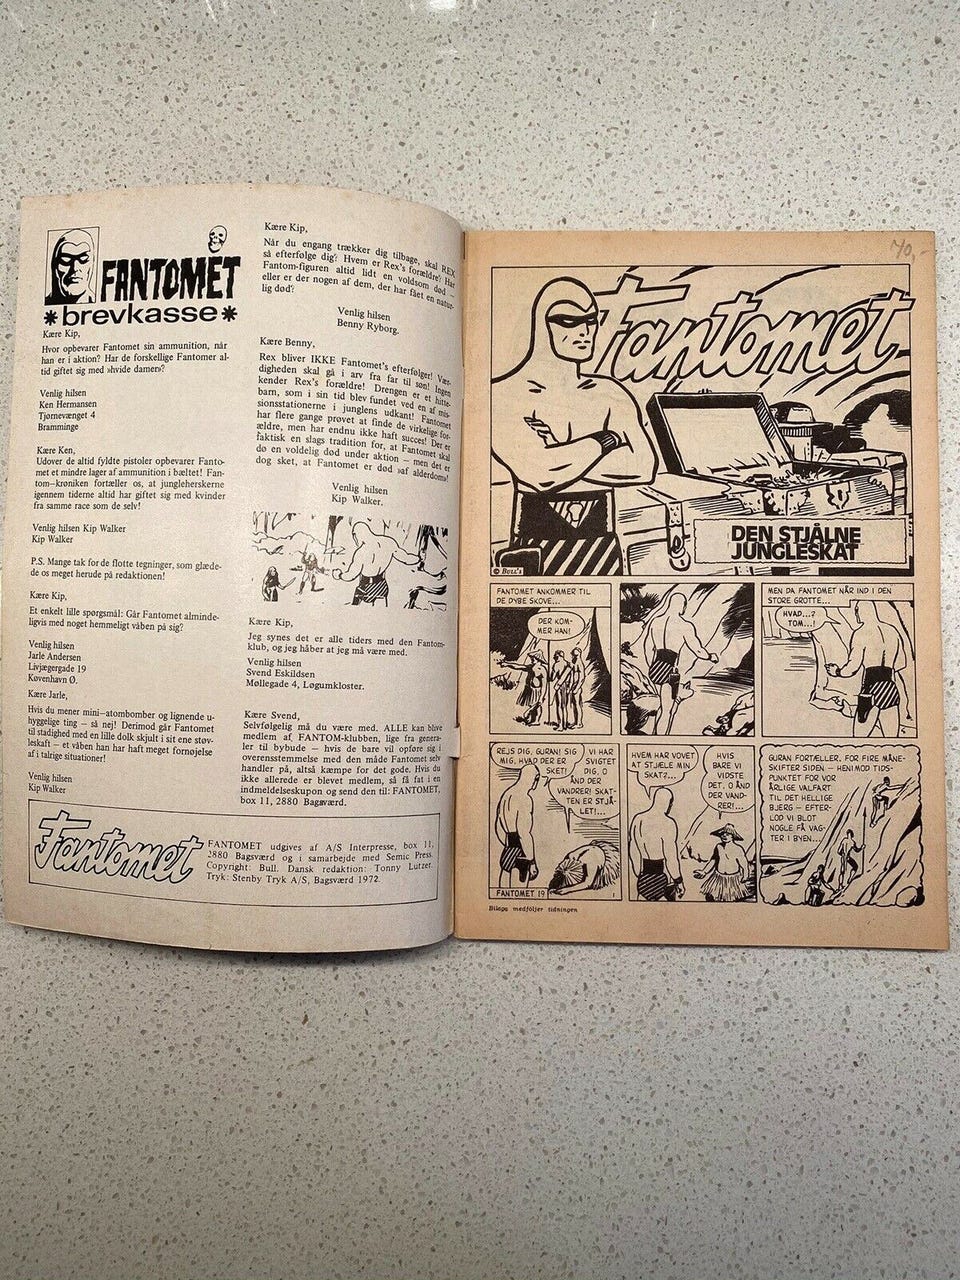 FANTOMET
*brevkasse*
Kære Kip,
Hvor opbevarer Fantomet sin ammunition, når
han er i aktion? Har de forskellige Fantomer al-
tid giftet sig med »hvide damer»?
Venlig hilsen
Ken Hermansen
Tjørnevænget 4
Bramminge
Kære Ken,
Udover de altid fyldte pistoler opbevarer Fanto-
met et mindre lager af ammunition i bæltet! Fan-
tom–krøniken fortæller os, at jungleherskerne
igennem tiderne altid har giftet sig med kvinder
fra samme race som de selv!
Venlig hilsen Kip Walker
Kip Walker
P.S. Mange tak for de flotte tegninger, som glæde-
de os meget herude på redaktionen!
Kære Kip,
Et enkelt lille spørgsmål: Går Fantomet alminde-
ligvis med noget hemmeligt våben på sig?
Venlig hilsen
Jarle Andersen
Livjægergade 19
København Ø.
Kære Jarle,
Hvis du mener mini–atombomber og lignende u-
hyggelige ting – så nej! Derimod går Fantomet
til stadighed med en lille dolk skjult i sit ene støv-
leskaft – et våben han har haft meget fornøjelse
af i talrige situationer!
Venlig hilsen
Kip Walker
Kære Kip,
Når du engang trækker dig tilbage, skal REX
så efterfølge dig? Hvem er Rex's forældre? Har
Fantom-figuren altid lidt en voldsom død –
eller er der nogen af dem, der har fået en natur-
lig død?
Venlig hilsen
Benny Ryborg.
Kære Benny,
Rex bliver IKKE Fantomet's efterfølger! Vær-
digheden skal gå i arv fra far til søn! Ingen
kender Rex's forældre! Drengen er et hitte-
barn, som i sin tid blev fundet ved en af mis-
sionsstationerne i junglens udkant! Fantomet
har flere gange prøvet at finde de virkelige for-
ældre, men har endnu ikke haft succes! Der er
faktisk en slags tradition for, at Fantomet skal
dø en voldelig død under aktion – men det er
dog sket, at Fantomet er død »af alderdom»!
Venlig hilsen
Kip Walker.
Kære Kip,
Jeg synes det er alle tiders med den Fantom-
klub, og jeg håber at jeg må være med.
Venlig hilsen
Svend Eskildsen
Møllegade 4, Løgumkloster.
Kære Svend,
Selvfølgelig må du være med. ALLE kan blive
medlem af FANTOM-klubben, lige fra genera-
ler til bybude – hvis de bare vil opføre sig i
overensstemmelse med den måde Fantomet selv
handler på, altså kæmpe for det gode. Hvis du
ikke allerede er blevet medlem, så få fat i en
indmeldelseskupon og send den til: FANTOMET,
box 11, 2880 Bagsværd.
Fantomet
FANTOMET udgives af A/S Interpresse, box 11,
2880 Bagsværd og i samarbejde med Semic Press.
Copyright: Bull. Dansk redaktion: Tonny Lutzer.
Tryk: Stenby Tryk A/S, Bagsværd 1972.
Fantomet
DEN STJÅLNE
JUNGLESKAT
© BULL'S
FANTOMET ANKOMMER TIL
DE DYBE SKOVE...
DER KOM-
MER HAN!
MEN DA FANTOMET NÅR IND I DEN
STORE GROTTE...
HVAD...?
TOM...!
REJS DIG, GURAN! SIG
MIG, HVAD DER ER
SKET!
VI HAR
SVIGTET
DIG, O
ÅND DER
VANDRER! SKAT-
TEN ER STJÅ-
LET!...
HVEM HAR VOVET
AT STJÆLE MIN
SKAT?...
HVIS
BARE VI
VIDSTE
DET, O ÅND
DER VAND-
RER!...
GURAN FORTÆLLER, FOR FIRE MÅNE-
SKIFTER SIDEN – HENIMOD TIDS-
PUNKTET FOR VOR
ÅRLIGE VALFART
TIL DET HELLIGE
BJERG – EFTER-
LOD VI BLOT
NOGLE FÅ VAG-
TER I BYEN...
FANTOMET 19
1
Bilaga medföljer tidningen